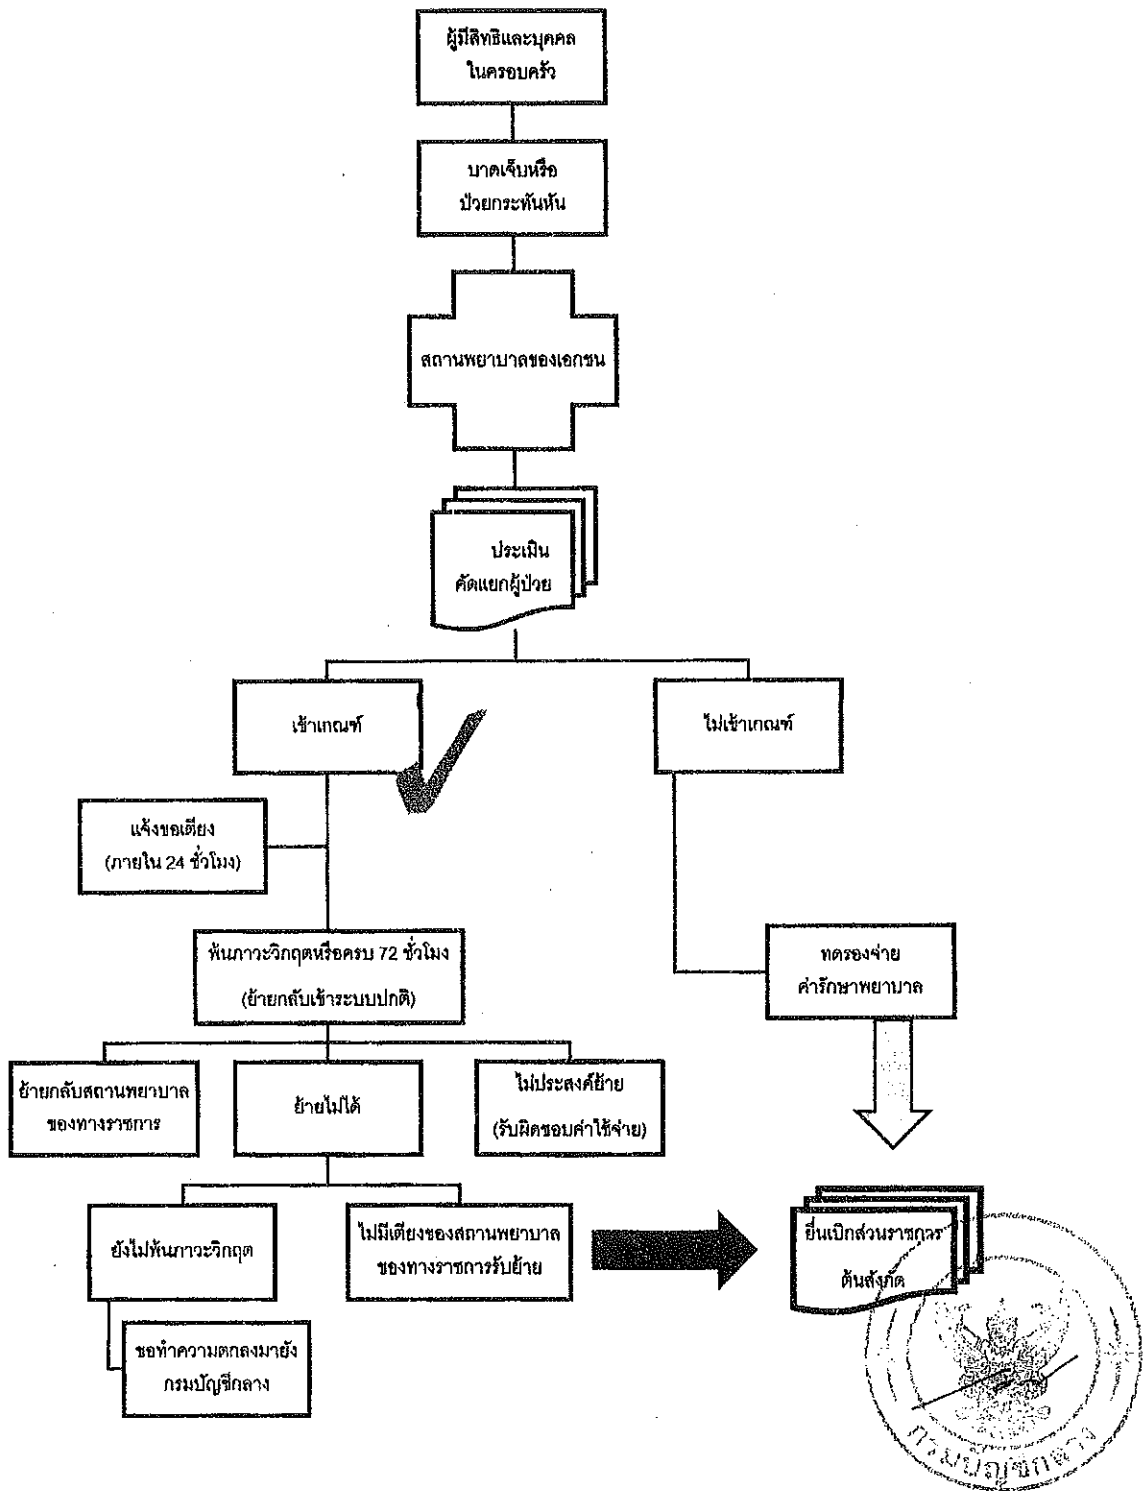 ผู้มีสิทธิและบุคคล
ในครอบครัว
บาดเจ็บหรือ
ป่วยกระทันหัน
สถานพยาบาลของเอกชน
ประเมิน
คัดแยกผู้ป่วย
เข้าเกณฑ์
ไม่เข้าเกณฑ์
แจ้งขอเตียง
(ภายใน 24 ชั่วโมง)
พ้นภาวะวิกฤตหรือครบ 72 ชั่วโมง
(ย้ายกลับเข้าระบบปกติ)
ทดรองจ่าย
ค่ารักษาพยาบาล
ย้ายกลับสถานพยาบาล
ของทางราชการ
ย้ายไม่ได้
ไม่ประสงค์ย้าย
(รับผิดชอบค่าใช้จ่าย)
ยังไม่พ้นภาวะวิกฤต
ไม่มีเตียงของสถานพยาบาล
ของทางราชการรับย้าย
ยื่นเบิกส่วนราชการ
ต้นสังกัด
ขอทำความตกลงมายัง
กรมบัญชีกลาง
กรมบัญชีกลาง